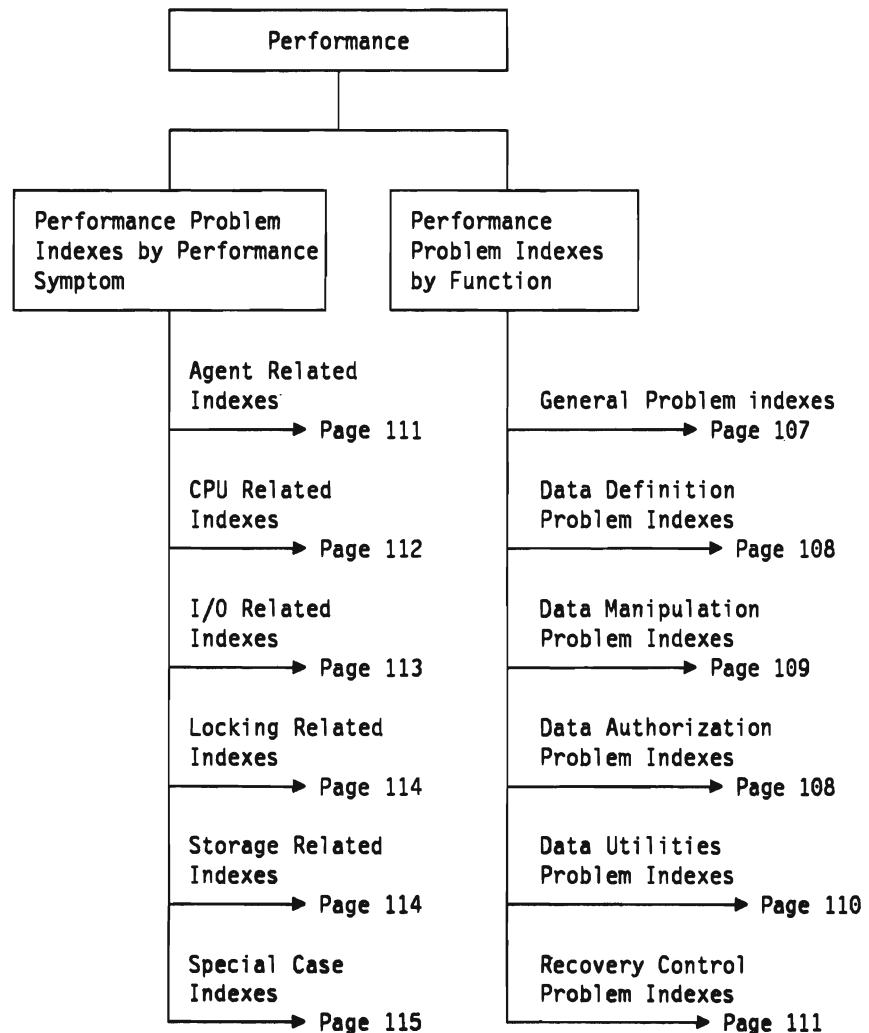 Performance
Performance Problem
Indexes by Performance
Symptom
Agent Related
Indexes
Page 111
CPU Related
Indexes
Page 112
I/O Related
Indexes
Page 113
Locking Related
Indexes
Page 114
Storage Related
Indexes
Page 114
Special Case
Indexes
Page 115
Performance
Problem Indexes
by Function
General Problem indexes
Page 107
Data Definition
Problem Indexes
Page 108
Data Manipulation
Problem Indexes
Page 109
Data Authorization
Problem Indexes
Page 108
Data Utilities
Problem Indexes
Page 110
Recovery Control
Problem Indexes
Page 111